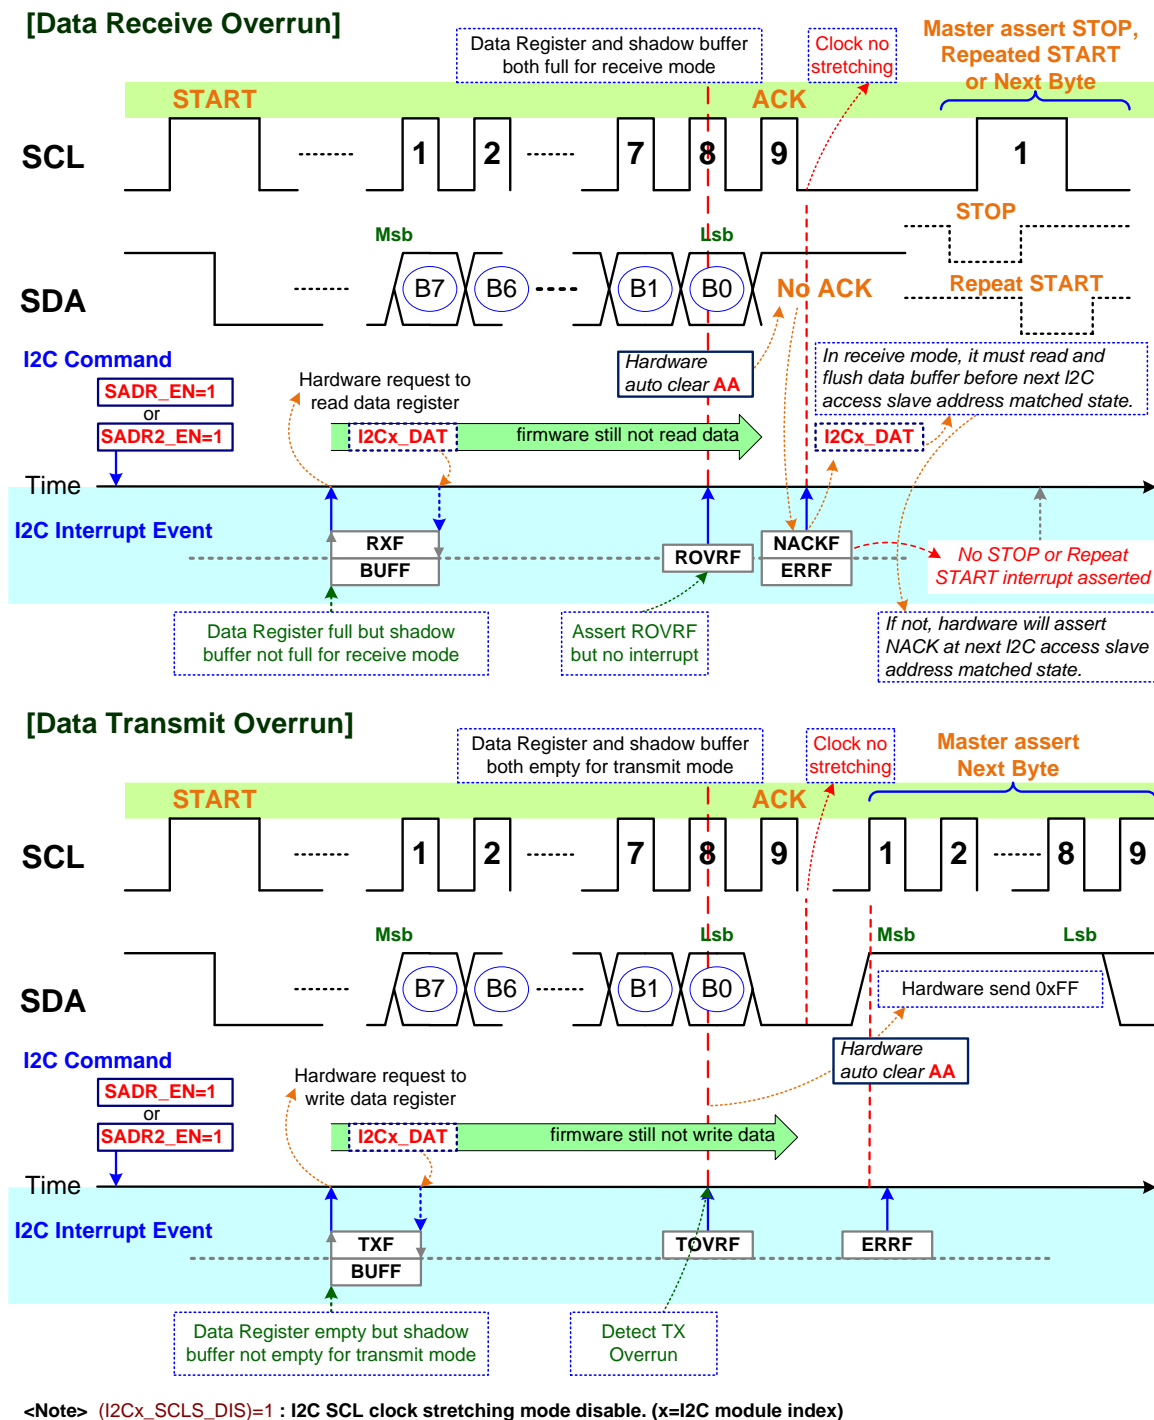 [Data Receive Overrun]
Data Register and shadow buffer
both full for receive mode
Clock no
stretching
Master assert STOP,
Repeated START
or Next Byte
START
ACK
SCL
1 2 7 8 9 1
STOP
Msb
Lsb
SDA
B7 B6 B1 B0
No ACK
Repeat START
I2C Command
SADR_EN=1
or
SADR2_EN=1
Hardware request to
read data register
Hardware
auto clear AA
In receive mode, it must read and
flush data buffer before next I2C
access slave address matched state.
I2Cx_DAT
firmware still not read data
I2Cx_DAT
Time
I2C Interrupt Event
RXF
BUFF
ROVRF
NACKF
ERRF
No STOP or Repeat
START interrupt asserted
Data Register full but shadow
buffer not full for receive mode
Assert ROVRF
but no interrupt
If not, hardware will assert
NACK at next I2C access slave
address matched state.
[Data Transmit Overrun]
Data Register and shadow buffer
both empty for transmit mode
Clock no
stretching
Master assert
Next Byte
START
ACK
SCL
1 2 7 8 9 1 2 8 9
Msb
Lsb
Msb
Lsb
SDA
B7 B6 B1 B0
Hardware send 0xFF
I2C Command
SADR_EN=1
or
SADR2_EN=1
Hardware request to
write data register
Hardware
auto clear AA
I2Cx_DAT
firmware still not write data
Time
I2C Interrupt Event
TXF
BUFF
TOVRF
ERRF
Data Register empty but shadow
buffer not empty for transmit mode
Detect TX
Overrun
<Note> (I2Cx_SCLS_DIS)=1 : I2C SCL clock stretching mode disable. (x=I2C module index)